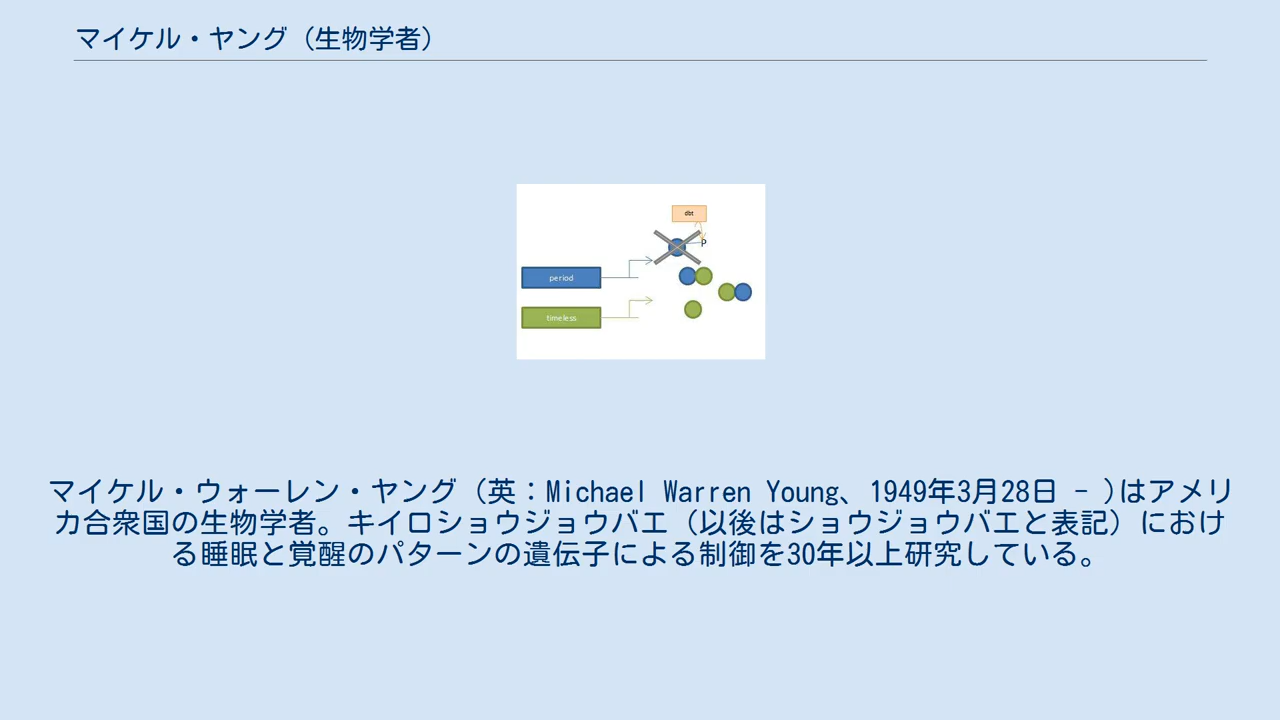 マイケル・ヤング（生物学者）
dbt
P
period
timeless
マイケル・ウォーレン・ヤング（英：Michael Warren Young、1949年3月28日 - )はアメリ
カ合衆国の生物学者。キイロショウジョウバエ（以後はショウジョウバエと表記）におけ
る睡眠と覚醒のパターンの遺伝子による制御を30年以上研究している。